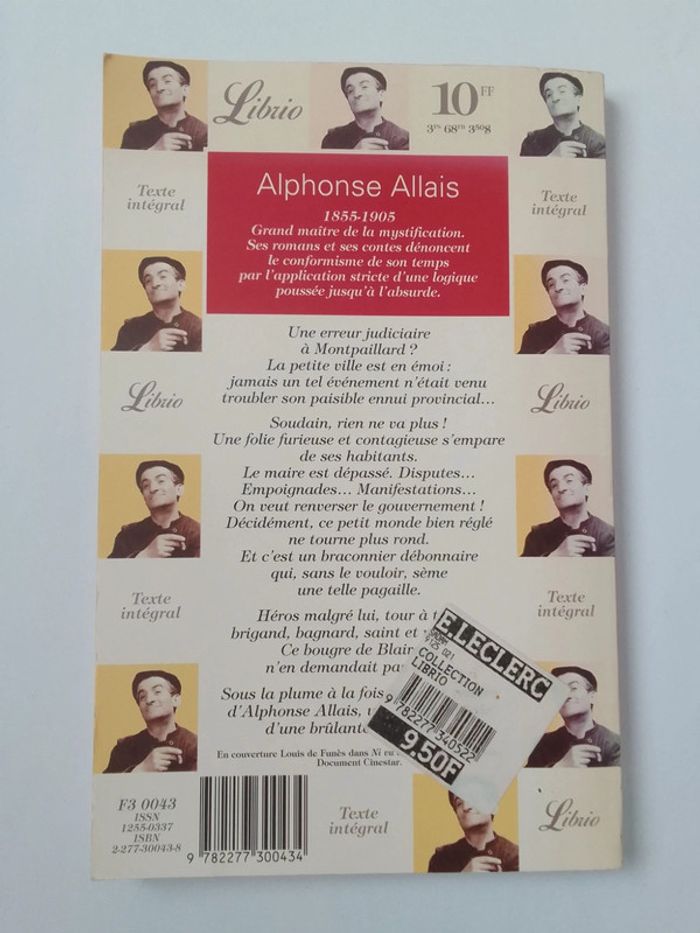 Librio
10 FF
Texte
intégral
Alphonse Allais
1855-1905
Grand maître de la mystification.
Ses romans et ses contes dénoncent
le conformisme de son temps
par l'application stricte d'une logique
poussée jusqu'à l'absurde.
Texte
intégral
Une erreur judiciaire
à Montpaillard ?
La petite ville est en émoi :
jamais un tel événement n'était venu
troubler son paisible ennui provincial…
Librio
Librio
Soudain, rien ne va plus !
Une folie furieuse et contagieuse s'empare
de ses habitants.
Le maire est dépassé. Disputes…
Empoignades… Manifestations…
On veut renverser le gouvernement !
Décidément, ce petit monde bien réglé
ne tourne plus rond.
Et c'est un braconnier débonnaire
qui, sans le vouloir, sème
une telle pagaille.
Texte
intégral
Texte
intégral
Héros malgré lui, tour à
brigand, bagnard, saint et
Ce bougre de
n'en demandait
Sous la plume à la fois
d'Alphonse Allais,
d'une
En couverture Louis de Funès dans Ni
Document Cinestar.
E.LECLERC
COLLECTION
LIBRIO
9 782277 340522
9.50F
F3 0043
ISSN
1255-0337
ISBN
2-277-30043-8
9 782277 300434
Texte
intégral
Librio